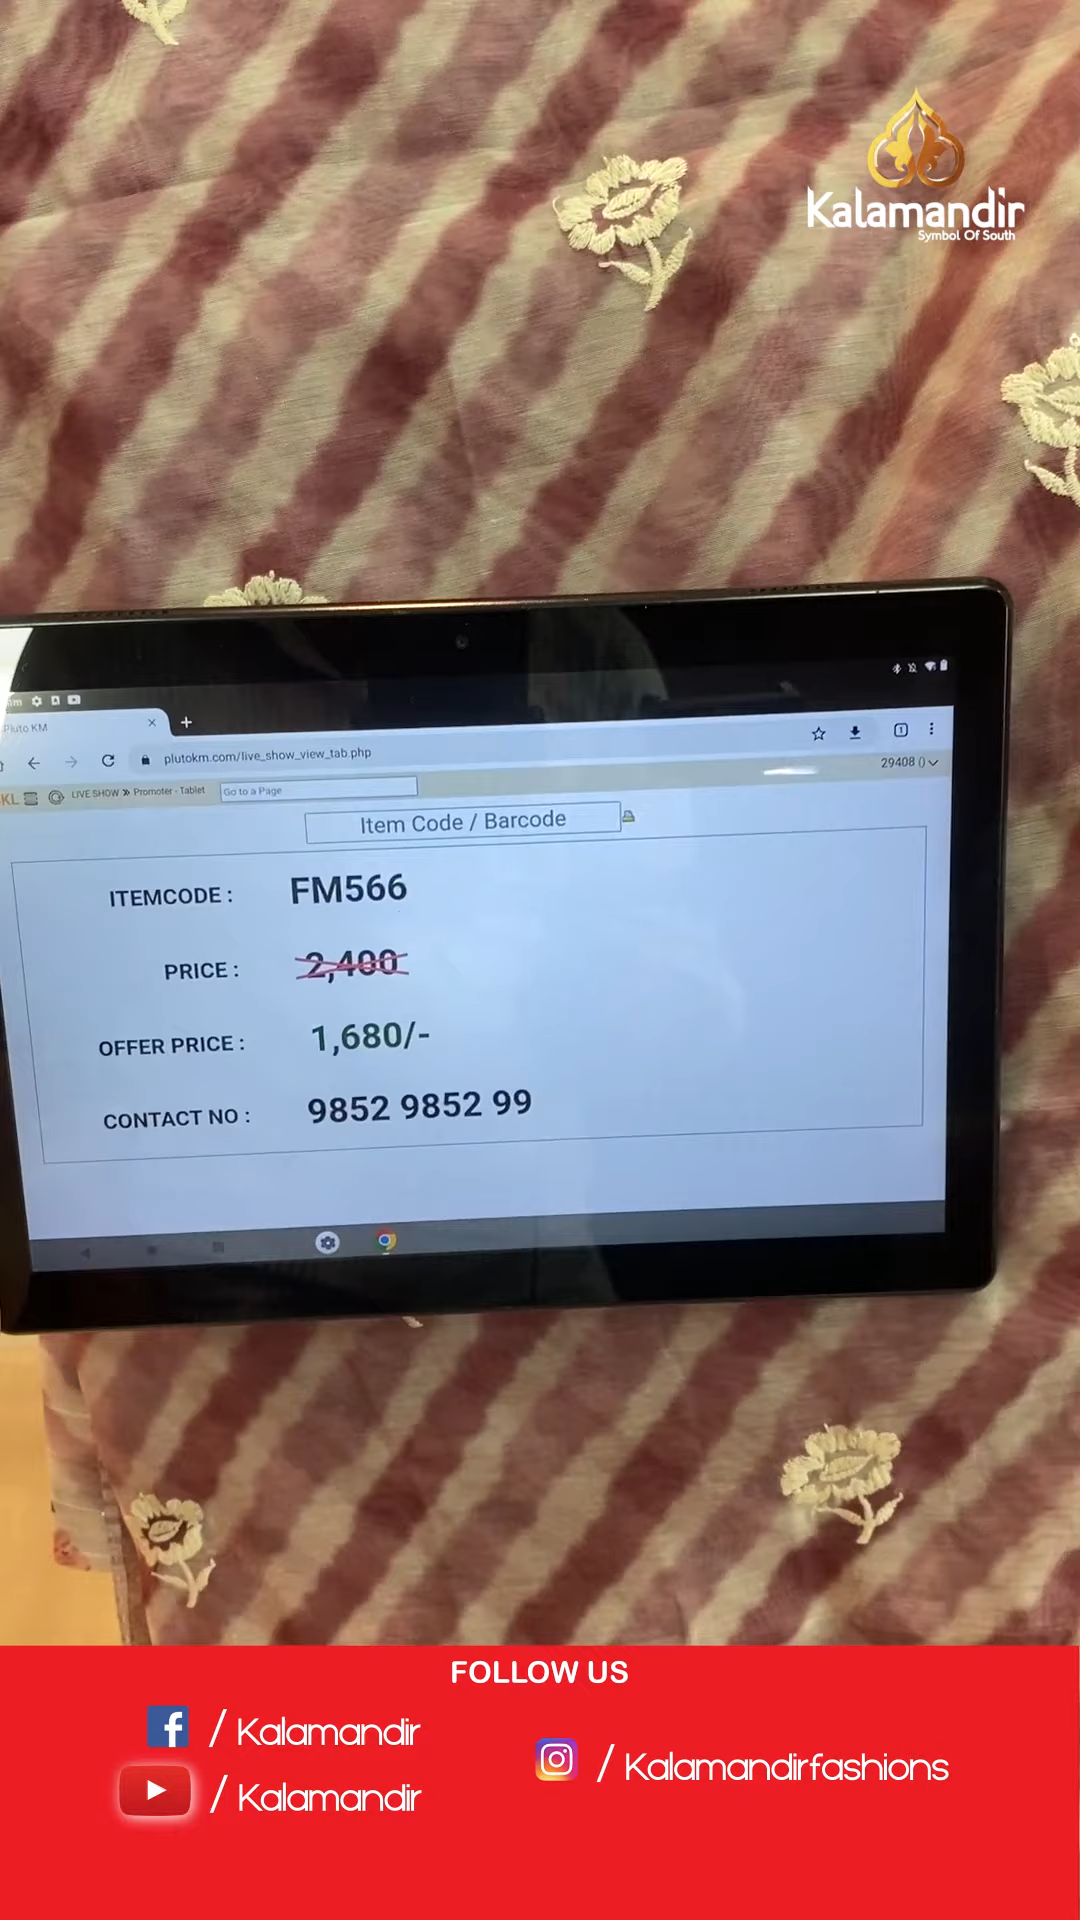 Kalamandir
Symbol Of South
Pluto KM
plutokm.com/live_show_view_tab.php
29408 ()
KL
LIVE SHOW » Promoter - Tablet
Go to a Page
Item Code / Barcode
ITEMCODE : FM566
PRICE : 2,400
OFFER PRICE : 1,680/-
CONTACT NO : 9852 9852 99
FOLLOW US
/ Kalamandir
/ Kalamandirfashions
/ Kalamandir